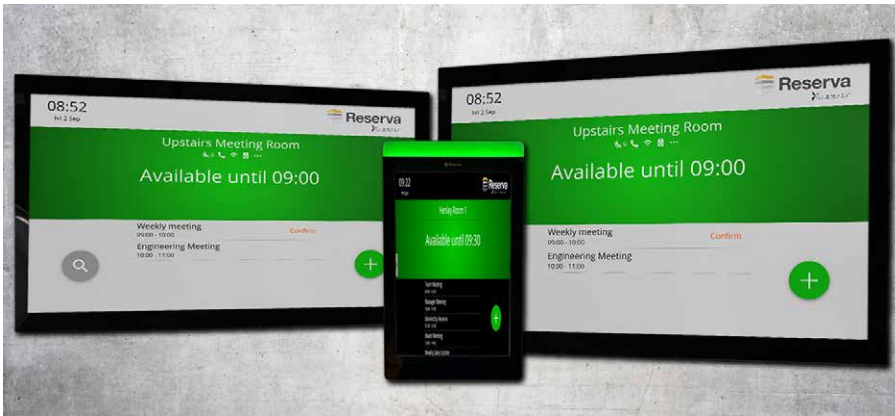 08:52
Fri 2 Sep
Reserva
Upstairs Meeting Room
Available until 09:00
Weekly meeting
09:00 - 10:00
Confirm
Engineering Meeting
10:00 - 11:00
09:22
Reserva
Henley Room 1
Available until 09:30
Team Meeting
Manager Meeting
Board Meeting
Weekly Sales Update
08:52
Fri 2 Sep
Reserva
Upstairs Meeting Room
Available until 09:00
Weekly meeting
09:00 - 10:00
Confirm
Engineering Meeting
10:00 - 11:00